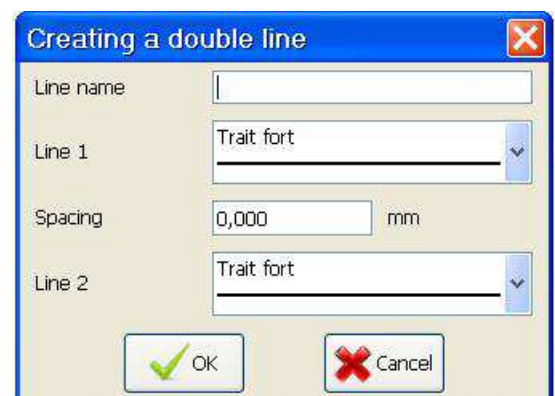 Creating a double line
Line name
Line 1
Trait fort
Spacing
0,000
mm
Line 2
Trait fort
OK
Cancel